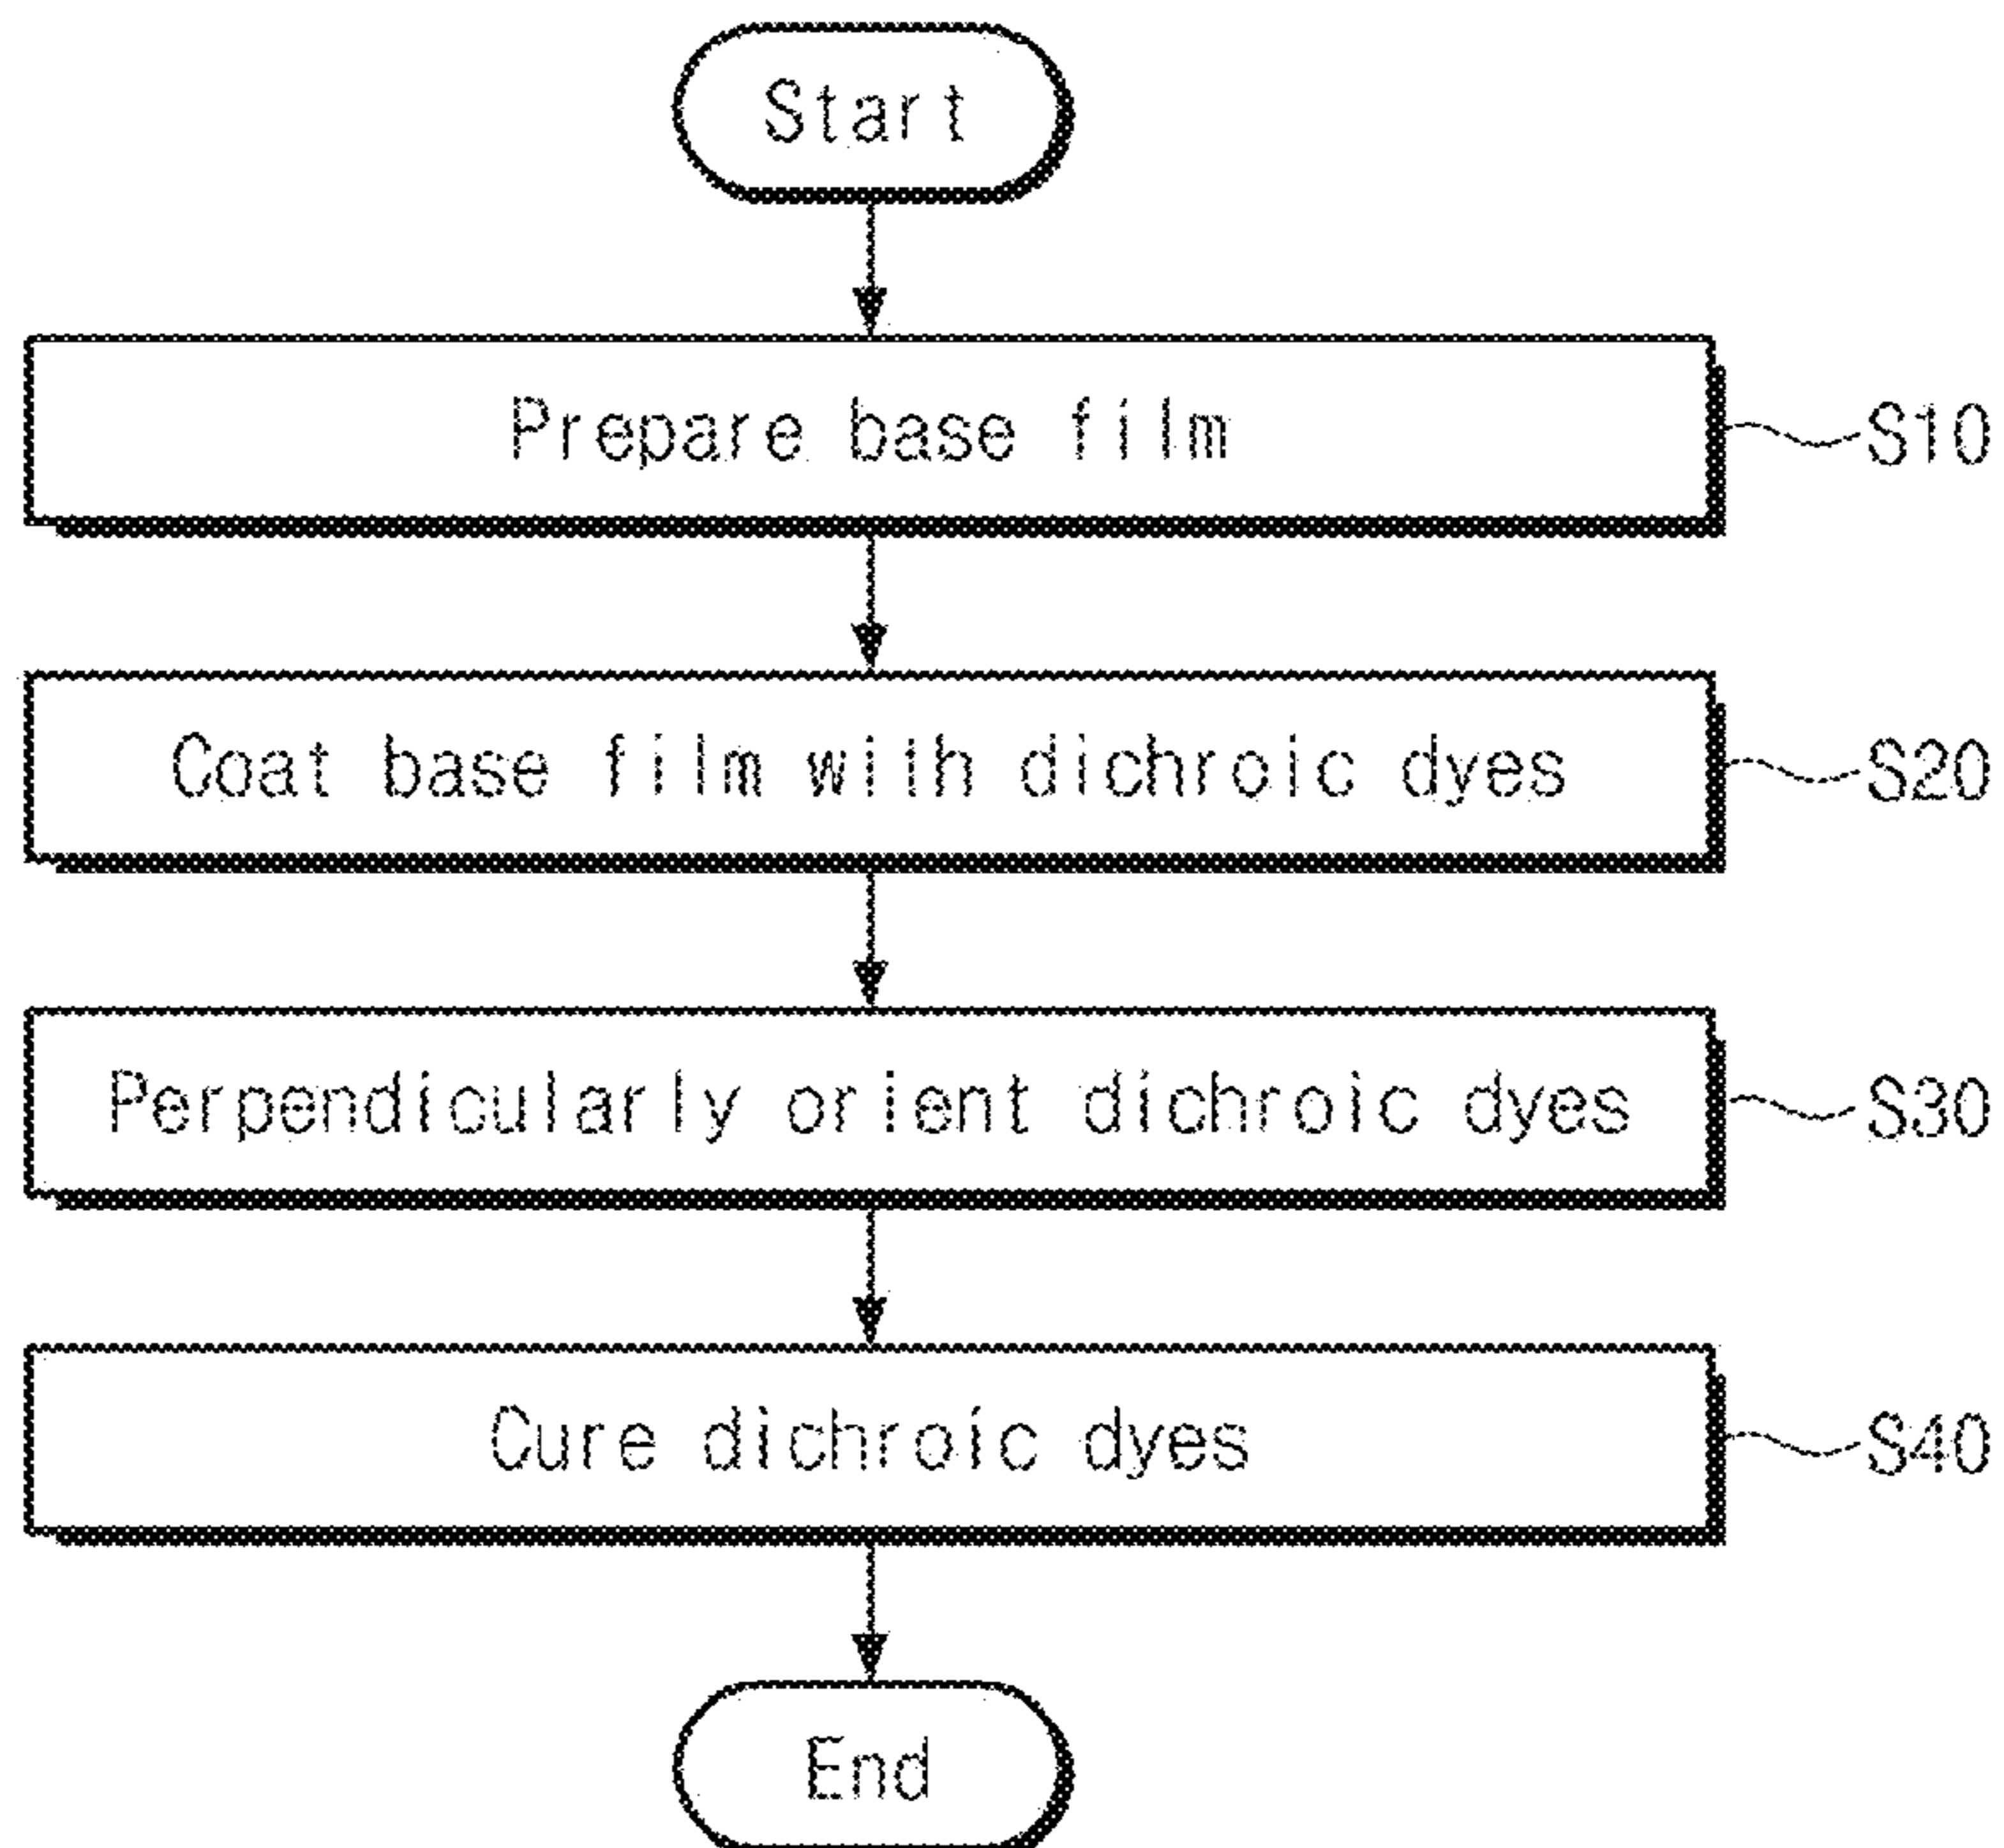 Start
Prepare base film
S10
Coat base film with dichroic dyes
S20
Perpendicularly orient dichroic dyes
S30
Cure dichroic dyes
S40
End